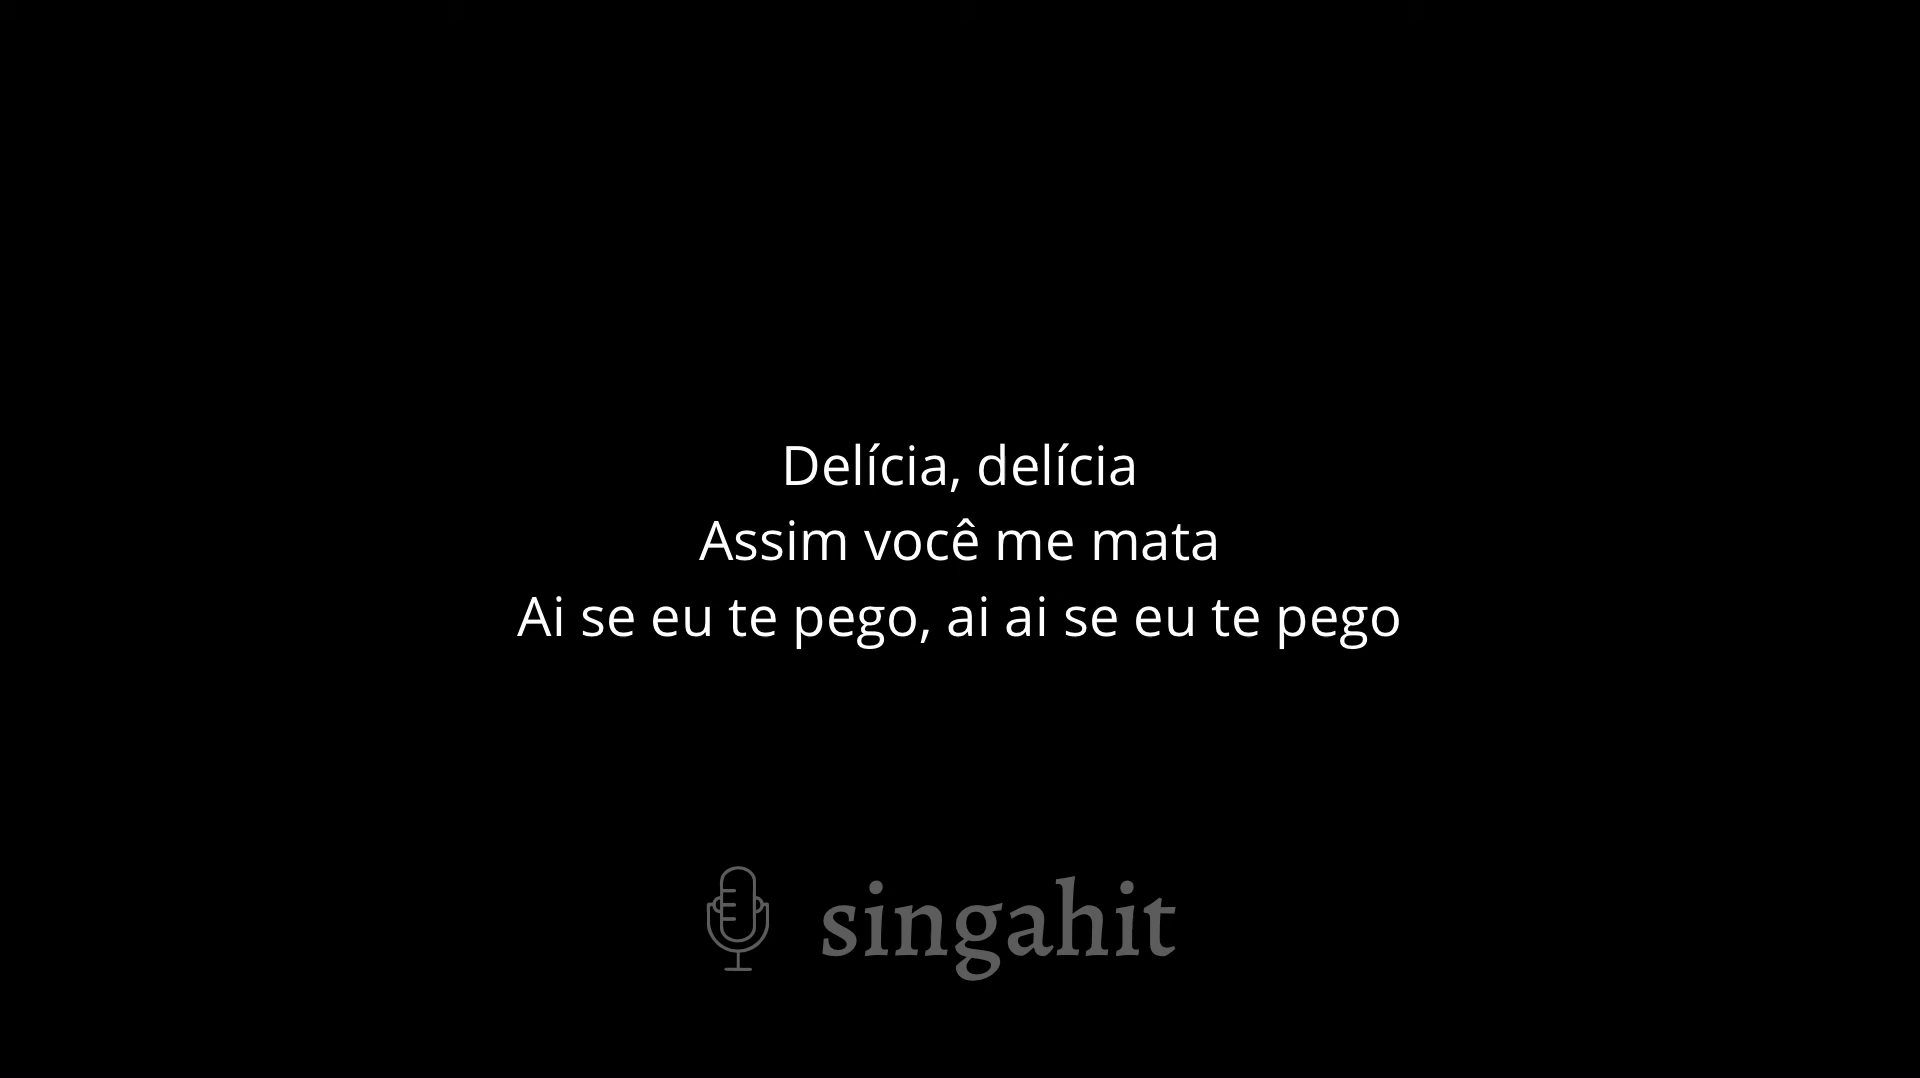 Delícia, delícia
Assim você me mata
Ai se eu te pego, ai ai se eu te pego
singahit